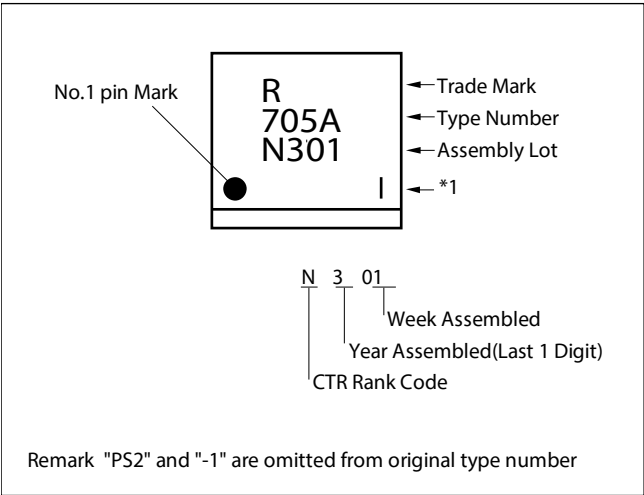 No.1 pin Mark
R
705A
N301
l
Trade Mark
Type Number
Assembly Lot
*1
N 3 01
Week Assembled
Year Assembled(Last 1 Digit)
CTR Rank Code
Remark "PS2" and "-1" are omitted from original type number